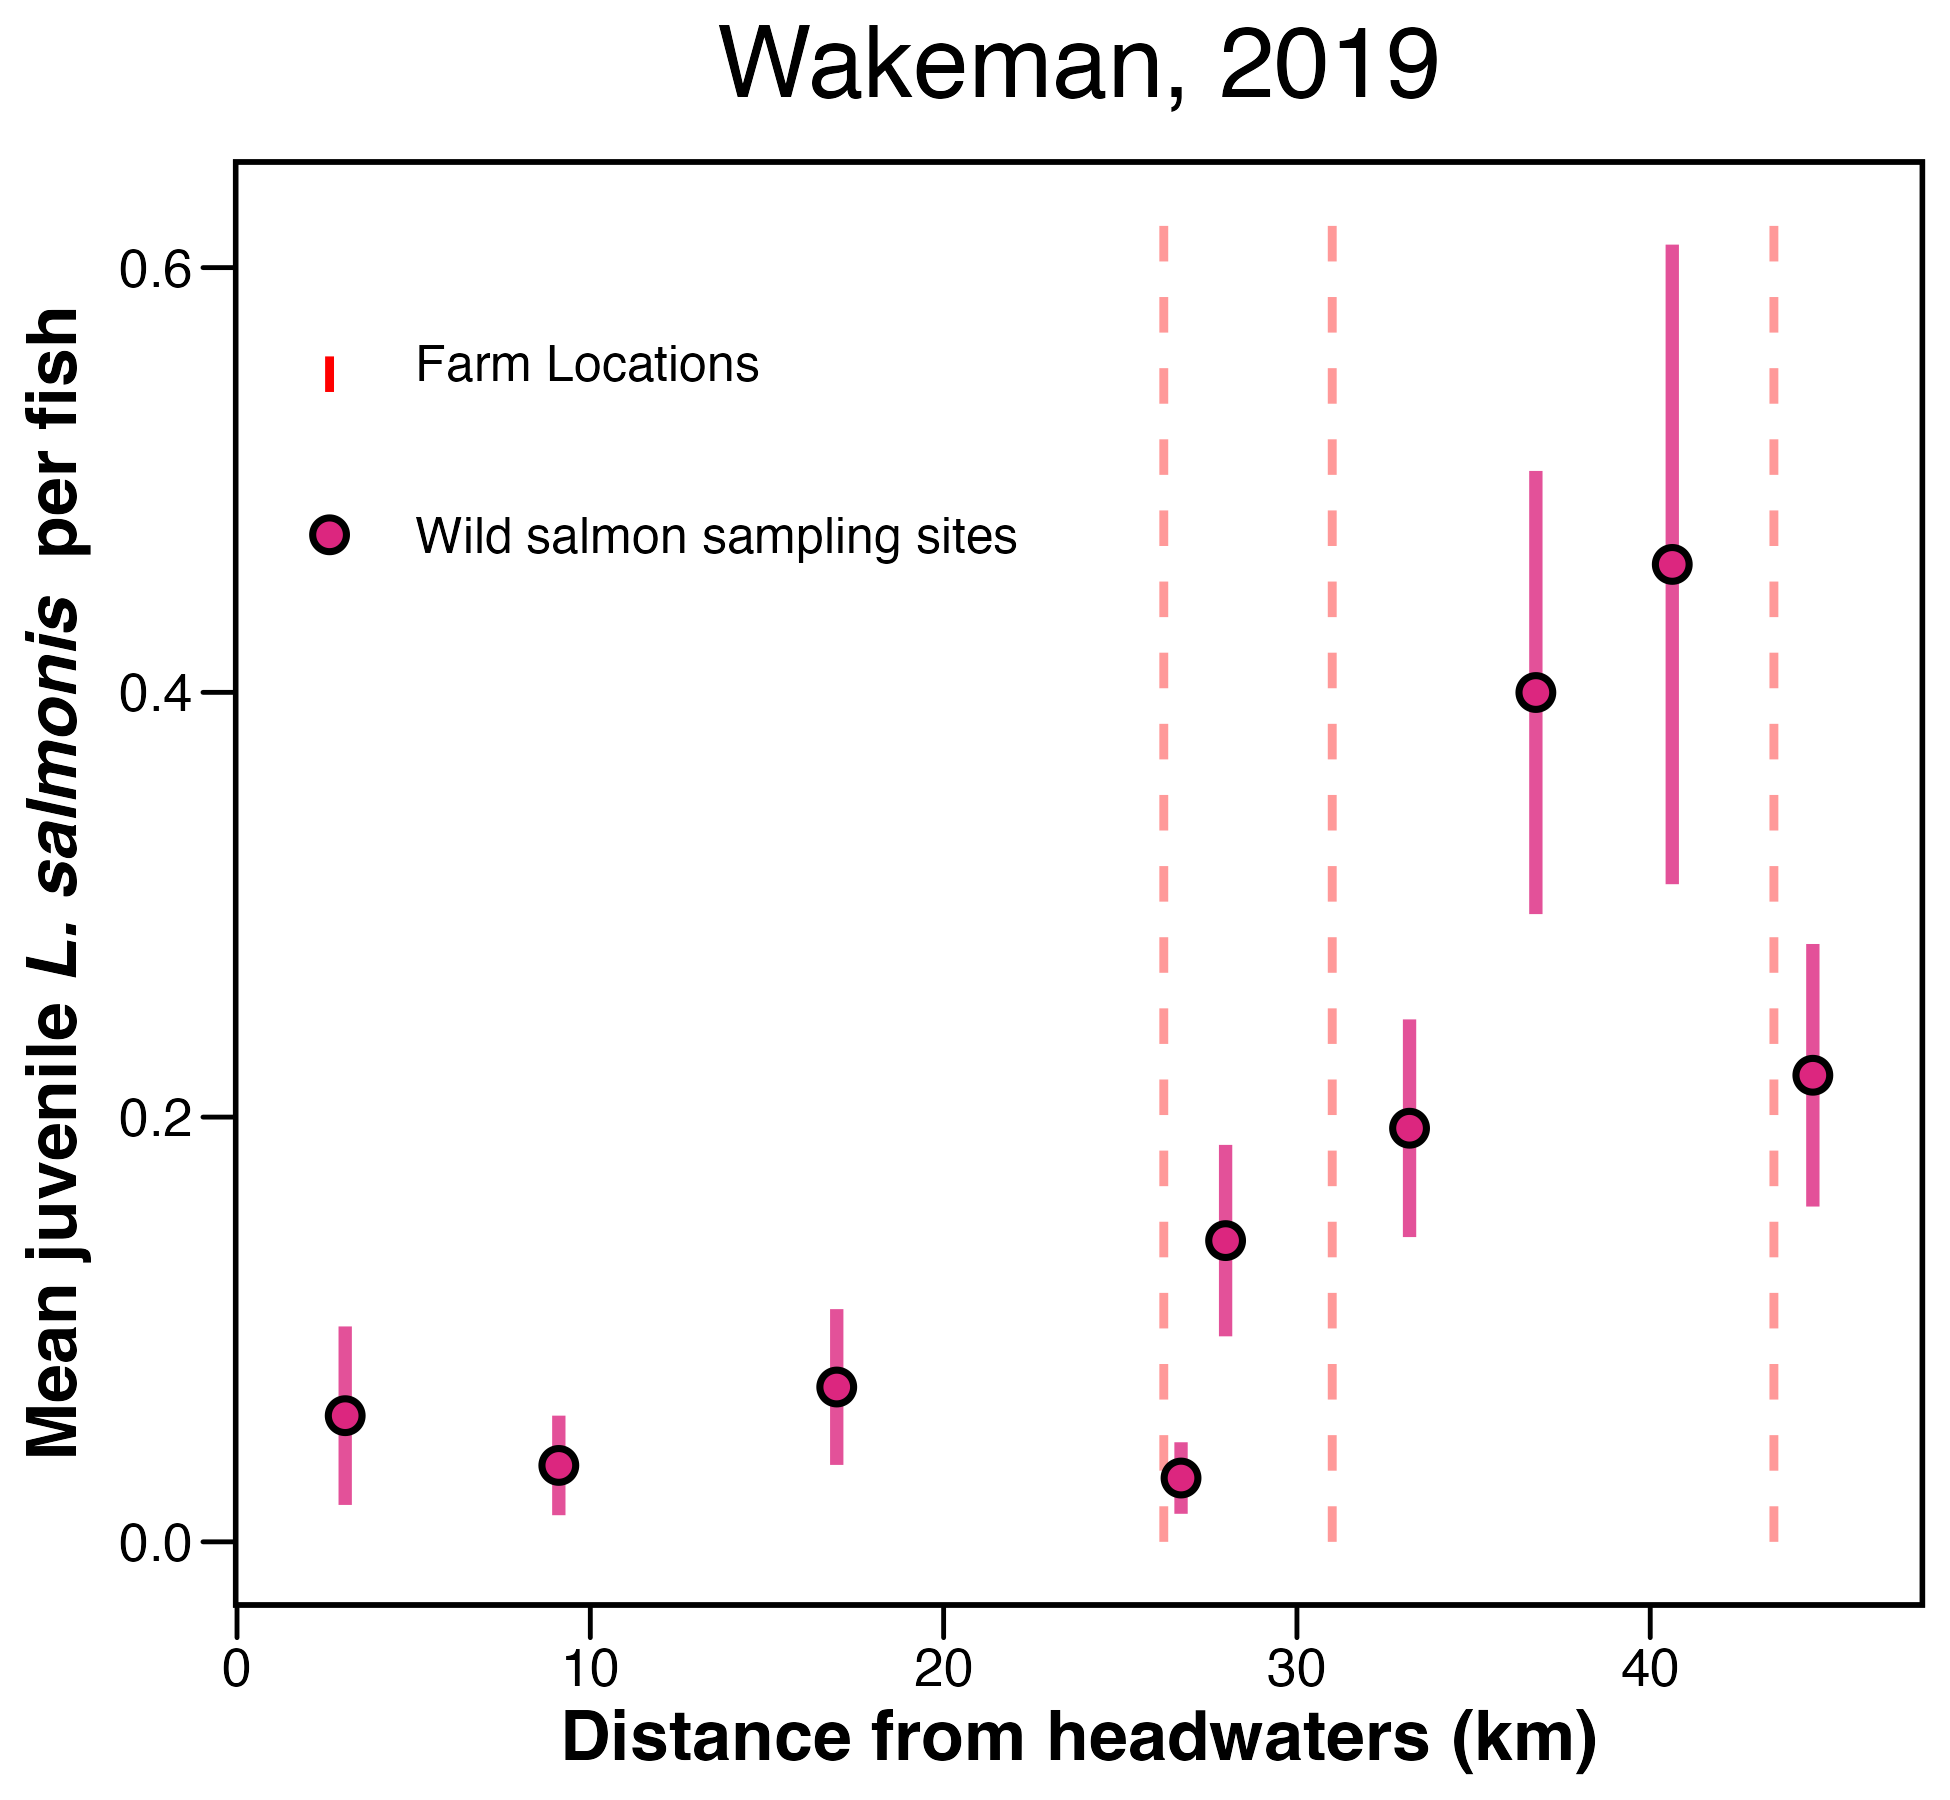 Wakeman, 2019
0.6
0.4
0.2
0.0
Mean juvenile L. salmonis per fish
Farm Locations
Wild salmon sampling sites
0 10 20 30 40
Distance from headwaters (km)